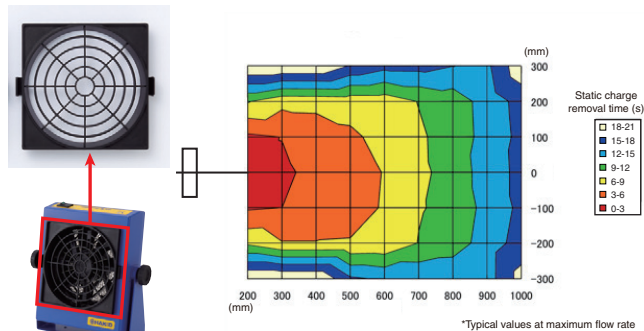 (mm)
300
200
100
0
−100
−200
−300
200 300 400 500 600 700 800 900 1000
(mm)
(mm)
Static charge
removal time (s)
18-21
15-18
12-15
9-12
6-9
3-6
0-3
HAKKO
*Typical values at maximum flow rate